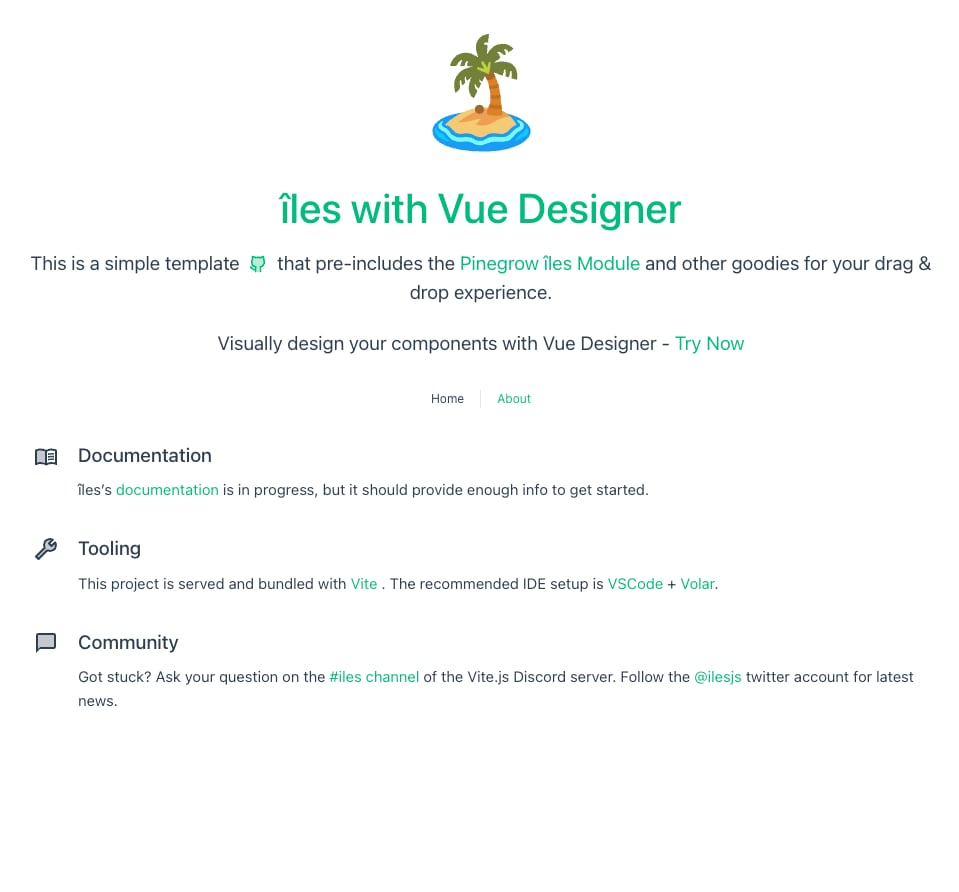 îles with Vue Designer
This is a simple template that pre-includes the Pinegrow îles Module and other goodies for your drag &
drop experience.
Visually design your components with Vue Designer - Try Now
Home About
Documentation
îles’s documentation is in progress, but it should provide enough info to get started.
Tooling
This project is served and bundled with Vite . The recommended IDE setup is VSCode + Volar.
Community
Got stuck? Ask your question on the #iles channel of the Vite.js Discord server. Follow the @ilesjs twitter account for latest
news.